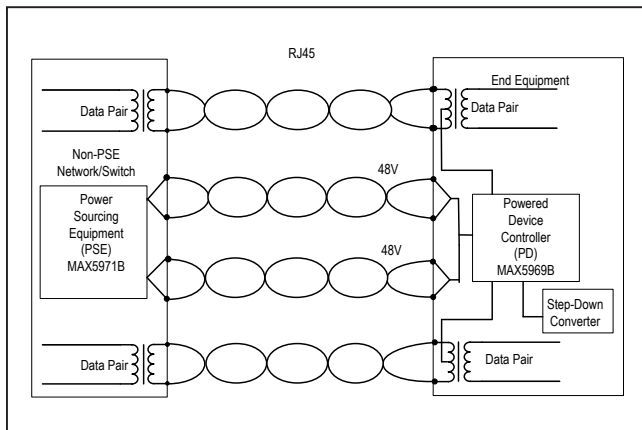 RJ45
End Equipment
Data Pair
Data Pair
Non-PSE
Network/Switch
48V
Power
Sourcing
Equipment
(PSE)
MAX5971B
Powered
Device
Controller
(PD)
MAX5969B
48V
Step-Down
Converter
Data Pair
Data Pair